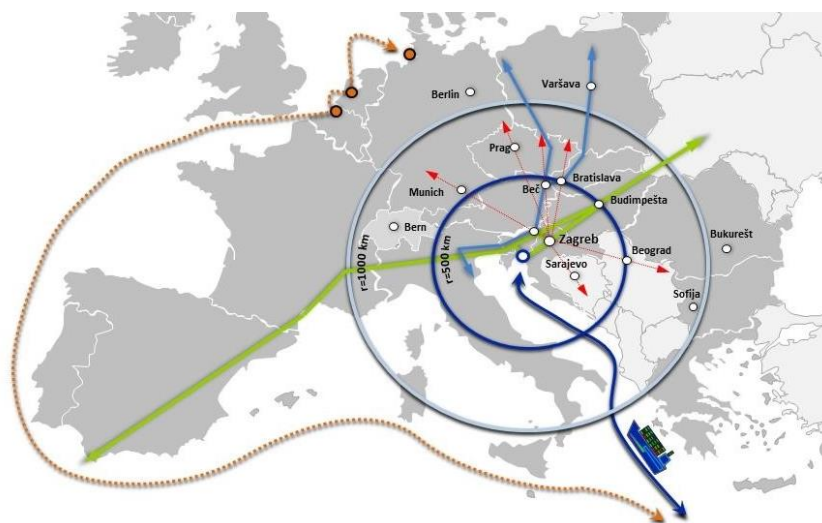 Berlin
Varšava
Prag
Bratislava
Beč
Munich
Budimpešta
Bern
Zagreb
Bukurešt
Beograd
r=1000 km
r=500 km
Sarajevo
Sofija